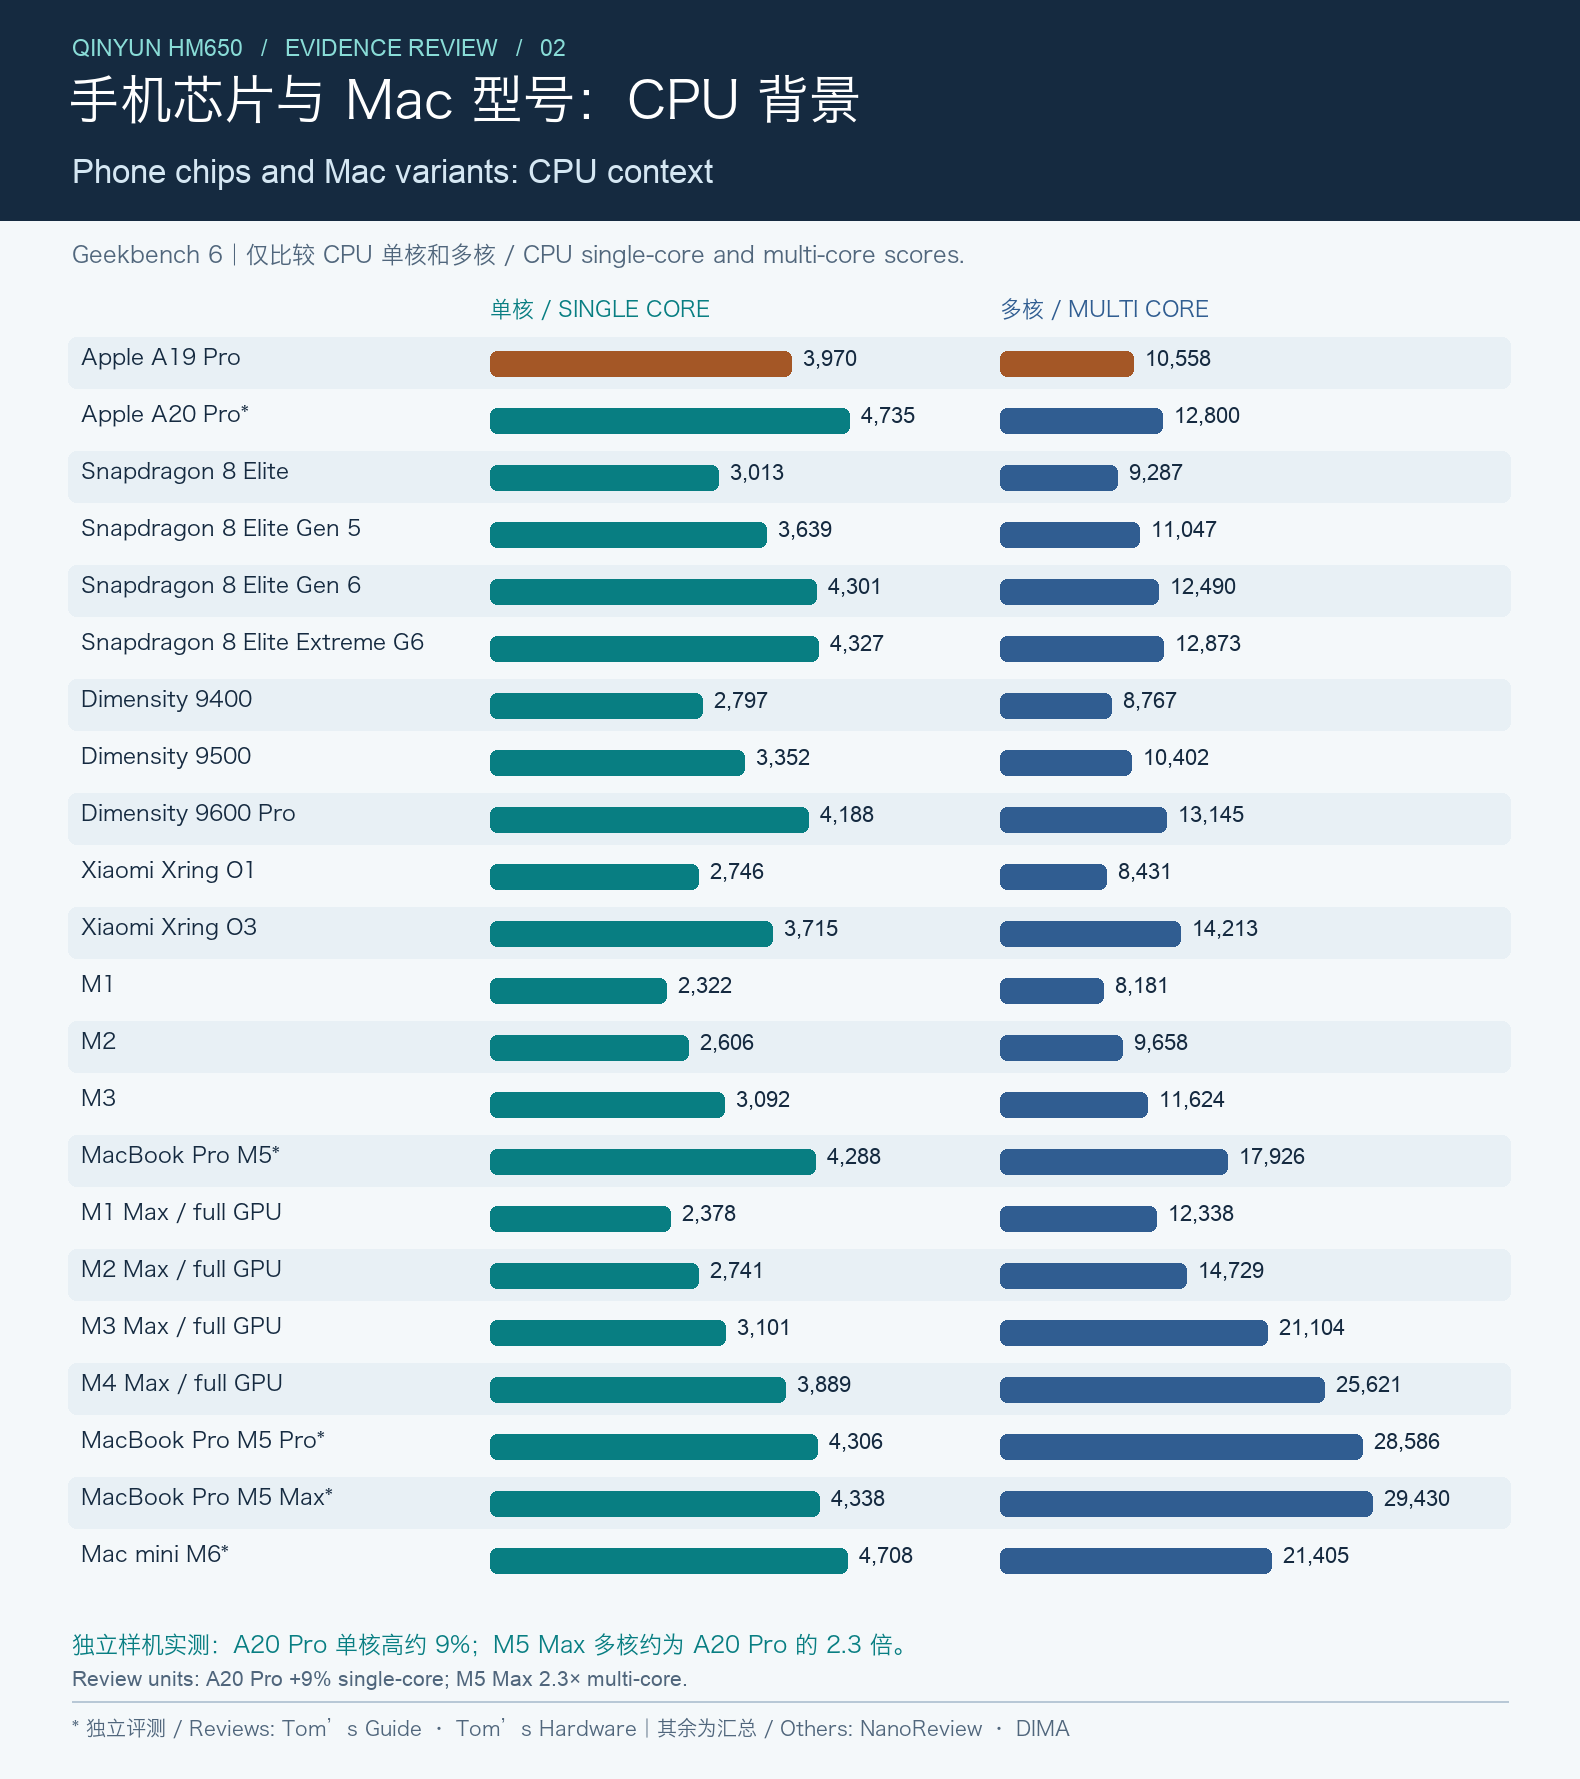 QINYUN HM650 / EVIDENCE REVIEW / 02
手机芯片与 Mac 型号：CPU 背景
Phone chips and Mac variants: CPU context
Geekbench 6｜仅比较 CPU 单核和多核 / CPU single-core and multi-core scores.
单核 / SINGLE CORE 多核 / MULTI CORE
Apple A19 Pro 3,970 10,558
Apple A20 Pro* 4,735 12,800
Snapdragon 8 Elite 3,013 9,287
Snapdragon 8 Elite Gen 5 3,639 11,047
Snapdragon 8 Elite Gen 6 4,301 12,490
Snapdragon 8 Elite Extreme G6 4,327 12,873
Dimensity 9400 2,797 8,767
Dimensity 9500 3,352 10,402
Dimensity 9600 Pro 4,188 13,145
Xiaomi Xring O1 2,746 8,431
Xiaomi Xring O3 3,715 14,213
M1 2,322 8,181
M2 2,606 9,658
M3 3,092 11,624
MacBook Pro M5* 4,288 17,926
M1 Max / full GPU 2,378 12,338
M2 Max / full GPU 2,741 14,729
M3 Max / full GPU 3,101 21,104
M4 Max / full GPU 3,889 25,621
MacBook Pro M5 Pro* 4,306 28,586
MacBook Pro M5 Max* 4,338 29,430
Mac mini M6* 4,708 21,405
独立样机实测：A20 Pro 单核高约 9%；M5 Max 多核约为 A20 Pro 的 2.3 倍。
Review units: A20 Pro +9% single-core; M5 Max 2.3× multi-core.
* 独立评测 / Reviews: Tom’s Guide · Tom’s Hardware｜其余为汇总 / Others: NanoReview · DIMA